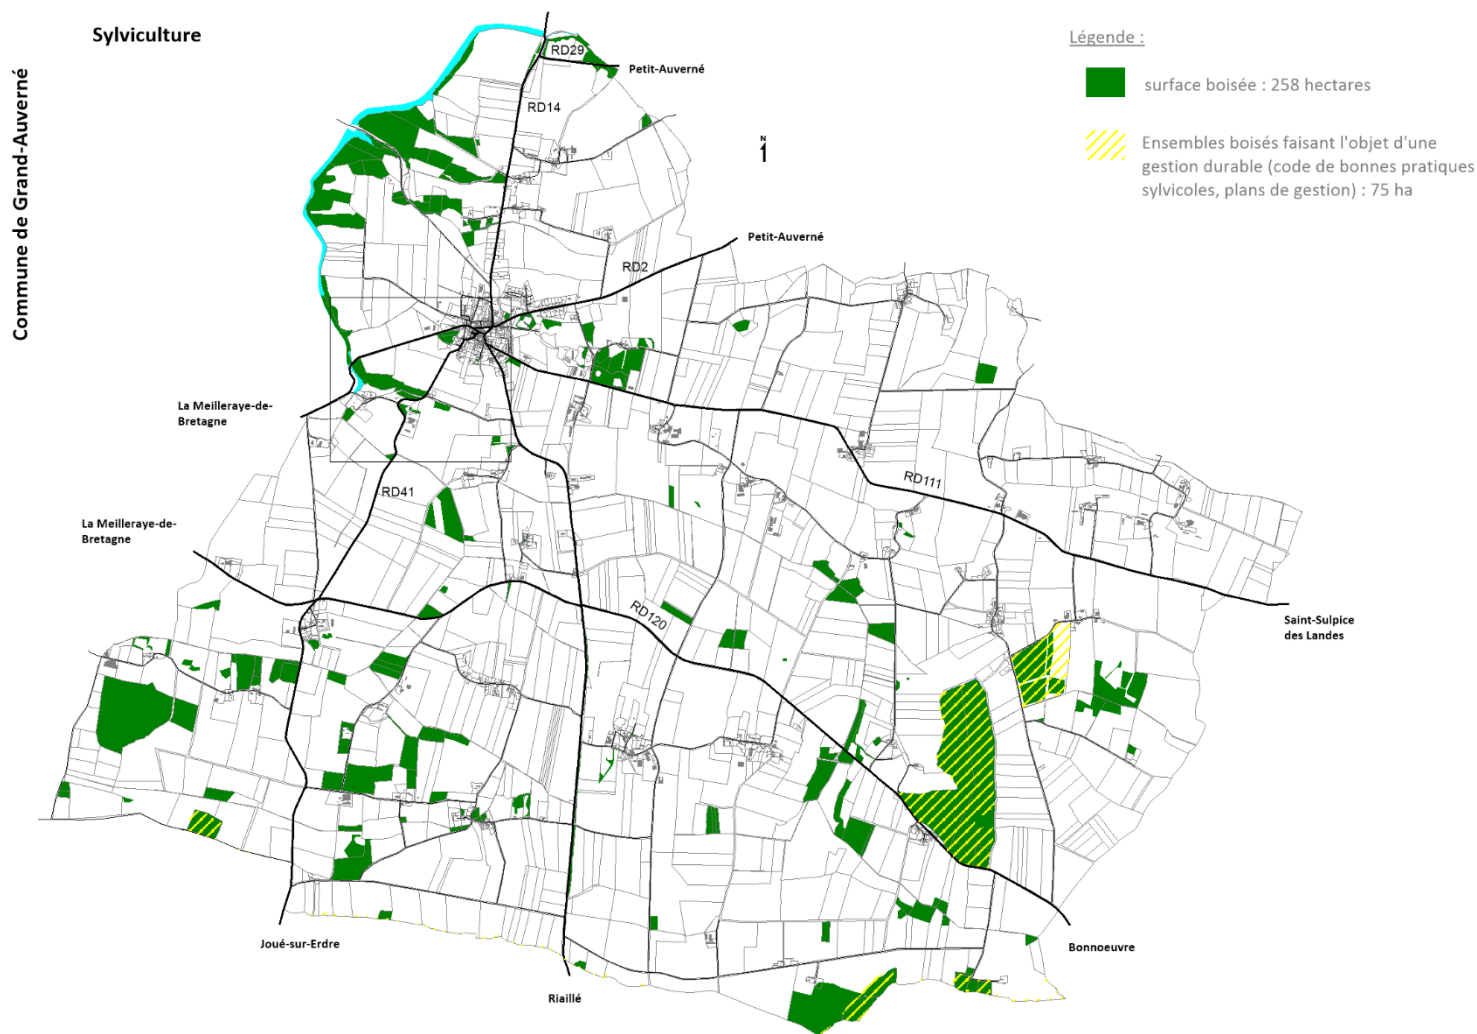 Sylviculture
Commune de Grand-Auverné
Légende :
surface boisée : 258 hectares
Ensembles boisés faisant l'objet d'une
gestion durable (code de bonnes pratiques
sylvicoles, plans de gestion) : 75 ha
RD29
Petit-Auverné
RD14
N
1
Petit-Auverné
RD2
La Meilleraye-de-
Bretagne
RD111
RD41
La Meilleraye-de-
Bretagne
RD120
Saint-Sulpice
des Landes
Joué-sur-Erdre
Bonnoeuvre
Riaillé